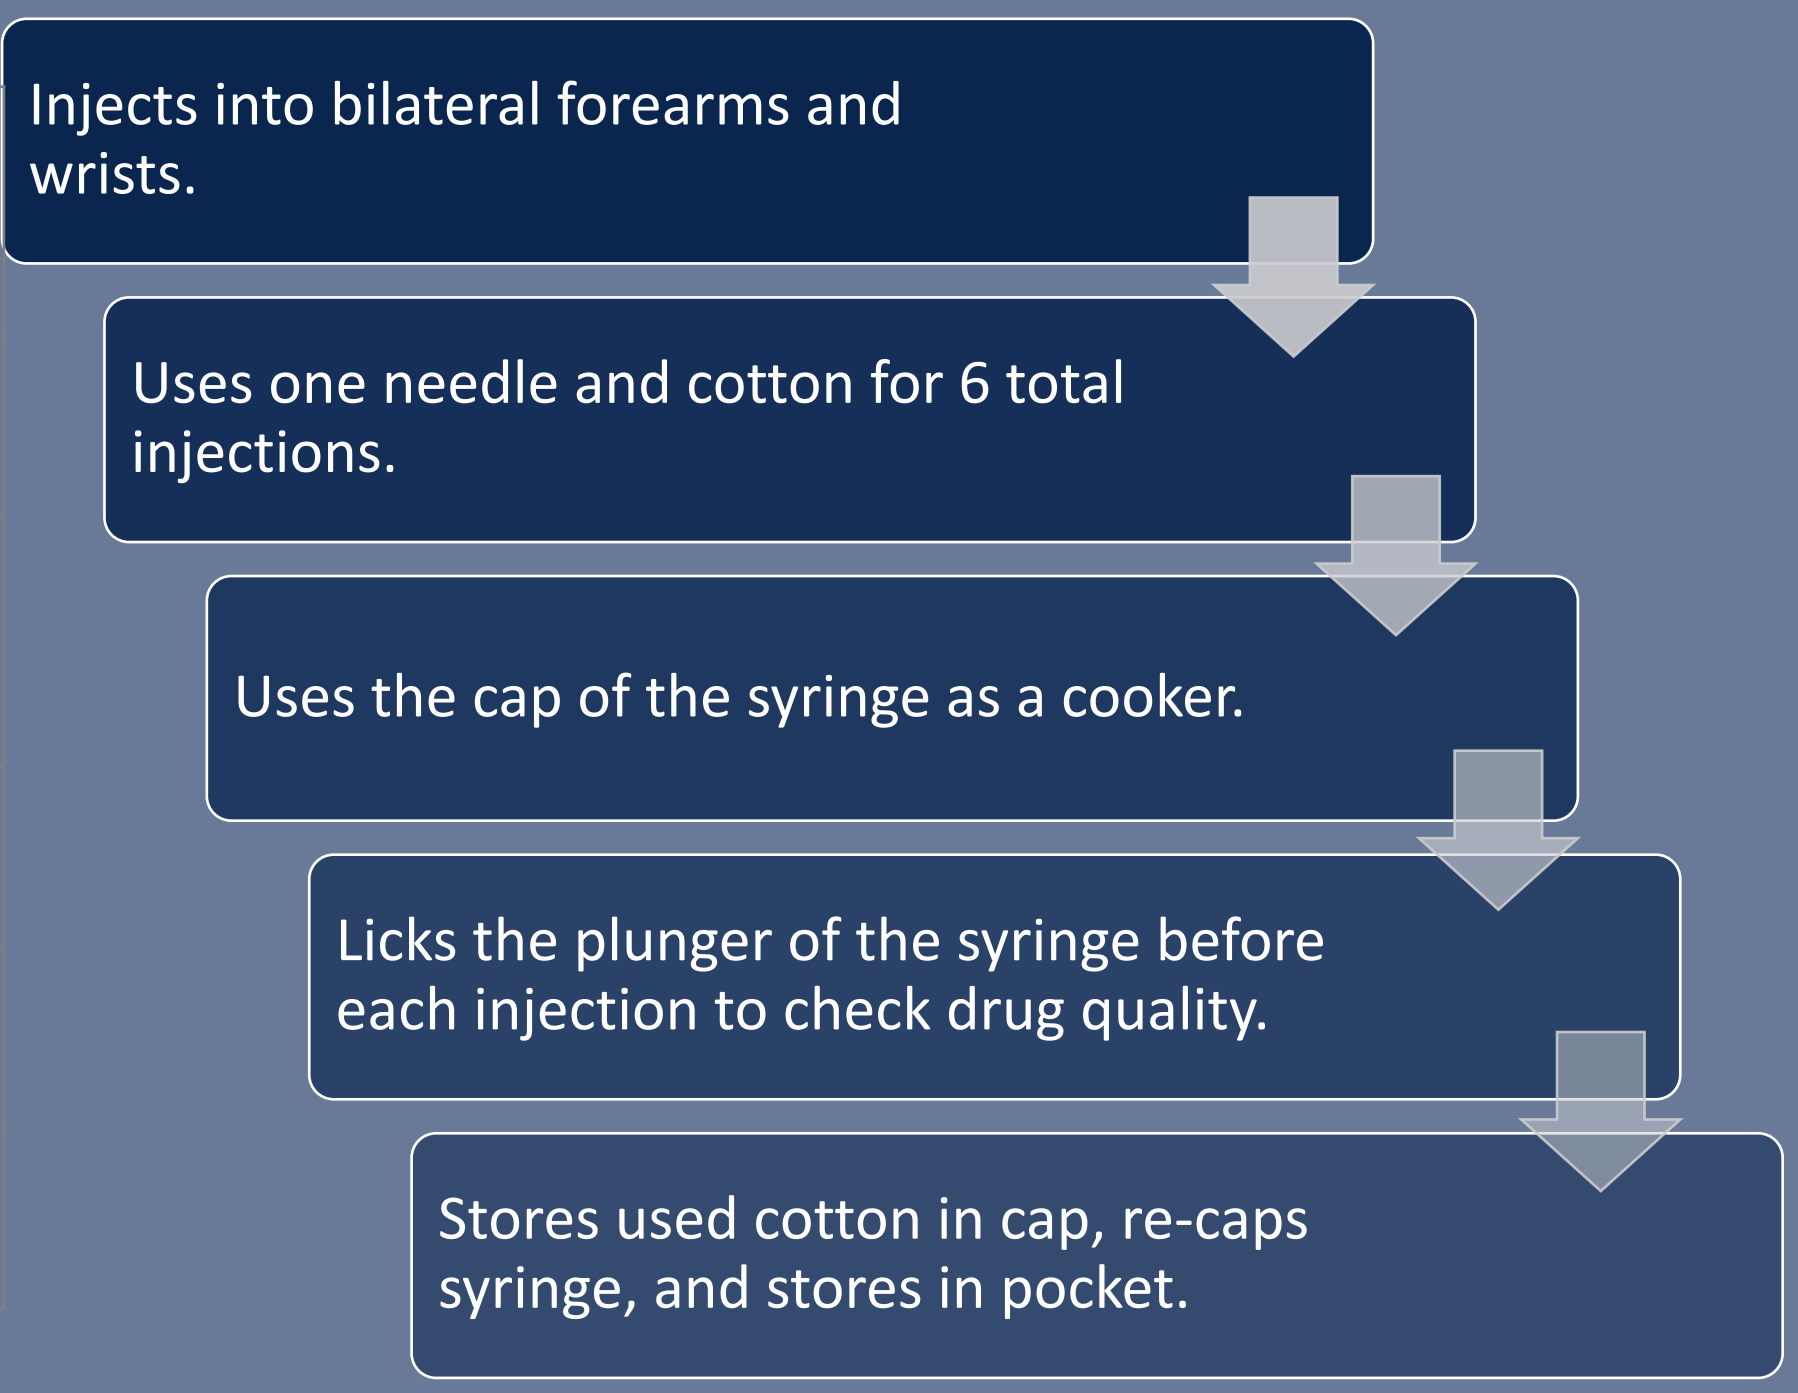 Injects into bilateral forearms and
wrists.
Uses one needle and cotton for 6 total
injections.
Uses the cap of the syringe as a cooker.
Licks the plunger of the syringe before
each injection to check drug quality.
Stores used cotton in cap, re-caps
syringe, and stores in pocket.